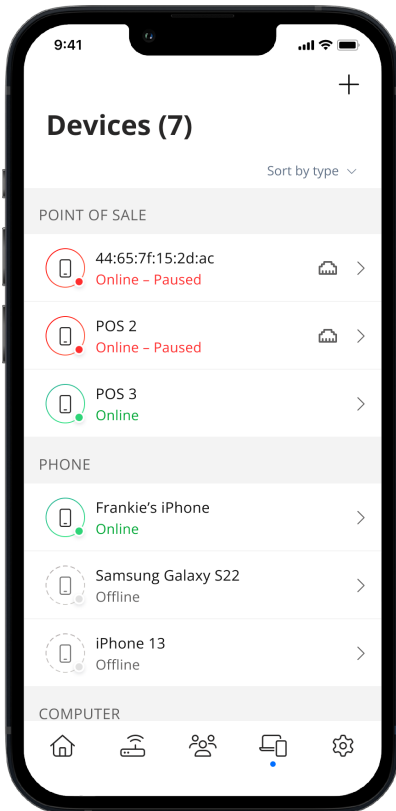 9:41
Devices (7)
Sort by type
POINT OF SALE
44:65:7f:15:2d:ac
Online – Paused
POS 2
Online – Paused
POS 3
Online
PHONE
Frankie’s iPhone
Online
Samsung Galaxy S22
Offline
iPhone 13
Offline
COMPUTER